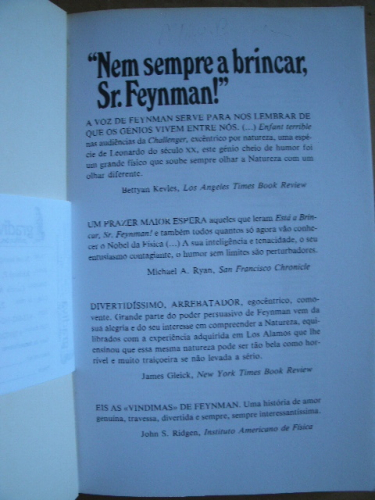 “Nem sempre a brincar,
Sr. Feynman!”
A VOZ DE FEYNMAN SERVE PARA NOS LEMBRAR DE
QUE OS GÉNIOS VIVEM ENTRE NÓS. (...) Enfant terrible
nas audiências da Challenger, excêntrico por natureza, uma espé-
cie de Leonardo do século XX, este génio cheio de humor foi
um grande físico que soube sempre olhar a Natureza com um
olhar diferente.
Bettyan Kevles, Los Angeles Times Book Review
UM PRAZER MAIOR ESPERA aqueles que leram Está a Brin-
car, Sr. Feynman! e também todos quantos só agora vão conhe-
cer o Nobel da Física (...) A sua inteligência e tenacidade, o seu
entusiasmo contagiante, o humor sem limites são perturbadores.
Michael A. Ryan, San Francisco Chronicle
DIVERTIDÍSSIMO, ARREBATADOR, egocêntrico, como-
vente. Grande parte do poder persuasivo de Feynman vem da
sua alegria e do seu interesse em compreender a Natureza, equi-
librados com a experiência adquirida em Los Alamos que lhe
ensinou que essa mesma natureza pode ser tão bela como hor-
rível e muito traiçoeira se não levada a sério.
James Gleick, New York Times Book Review
EIS AS «VINDIMAS» DE FEYNMAN. Uma história de amor
genuína, travessa, divertida e sempre, sempre interessantíssima.
John S. Ridgen, Instituto Americano de Física